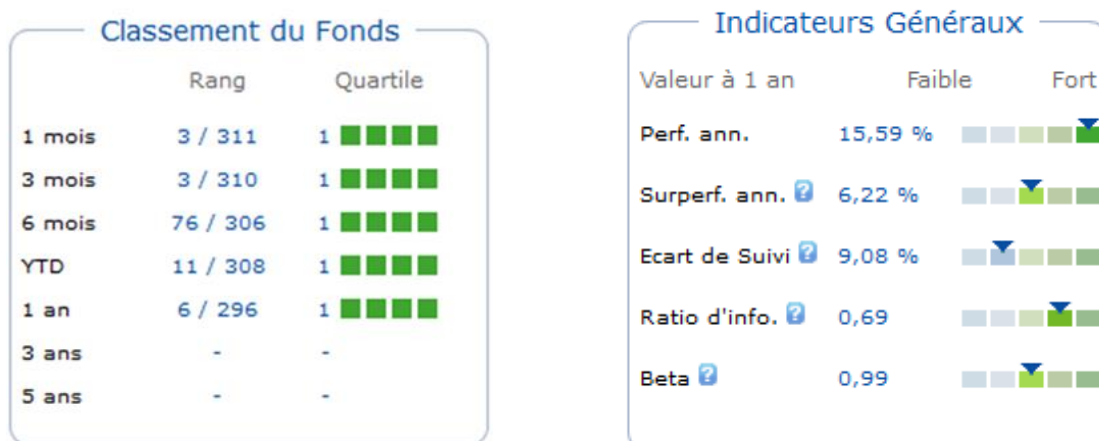 Classement du Fonds
Rang Quartile
1 mois 3 / 311 1
3 mois 3 / 310 1
6 mois 76 / 306 1
YTD 11 / 308 1
1 an 6 / 296 1
3 ans - -
5 ans - -
Indicateurs Généraux
Valeur à 1 an Faible Fort
Perf. ann. 15,59 %
Surperf. ann. ? 6,22 %
Ecart de Suivi ? 9,08 %
Ratio d'info. ? 0,69
Beta ? 0,99